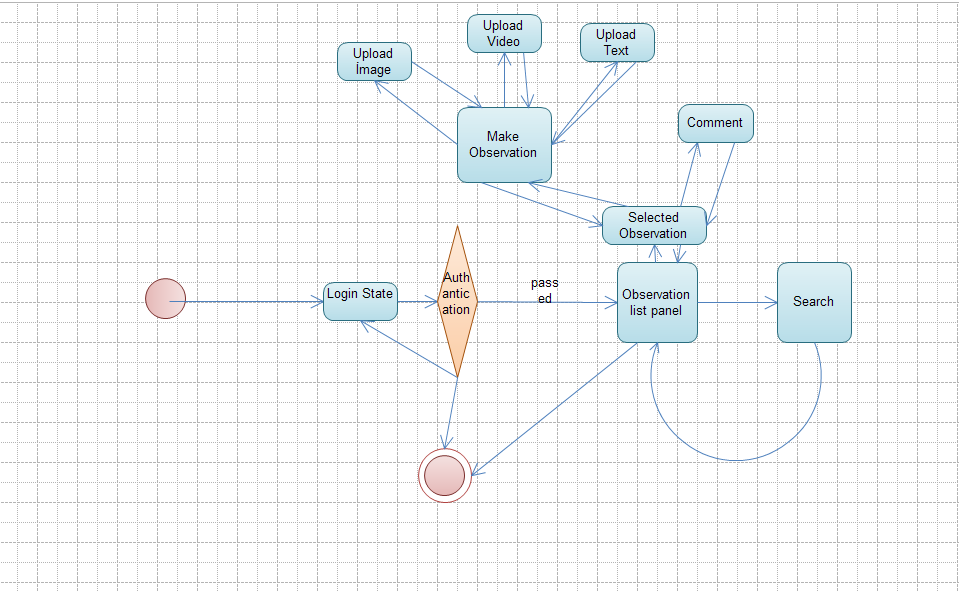 Upload
Video
Upload
Text
Upload
İmage
Comment
Make
Observation
Selected
Observation
Login State
Auth
antic
ation
pass
ed
Observation
list panel
Search